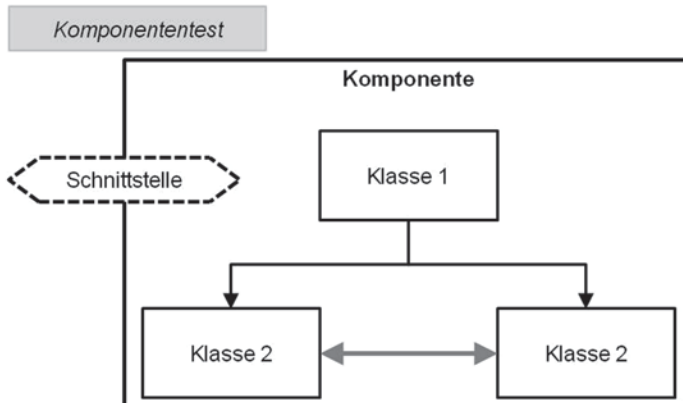 Komponententest
Komponente
Schnittstelle
Klasse 1
Klasse 2
Klasse 2